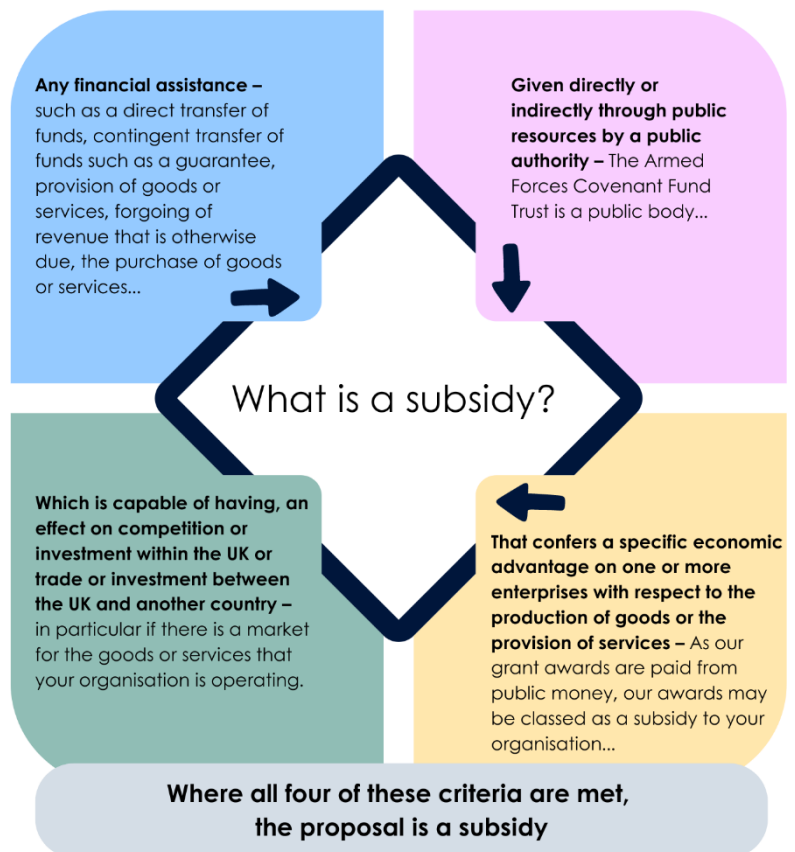 Any financial assistance –
such as a direct transfer of
funds, contingent transfer of
funds such as a guarantee,
provision of goods or
services, forgoing of
revenue that is otherwise
due, the purchase of goods
or services...
Given directly or
indirectly through public
resources by a public
authority – The Armed
Forces Covenant Fund
Trust is a public body...
What is a subsidy?
That confers a specific economic
advantage on one or more
enterprises with respect to the
production of goods or the
provision of services – As our
grant awards are paid from
public money, our awards may
be classed as a subsidy to your
organisation...
Which is capable of having, an
effect on competition or
investment within the UK or
trade or investment between
the UK and another country –
in particular if there is a market
for the goods or services that
your organisation is operating.
Where all four of these criteria are met,
the proposal is a subsidy